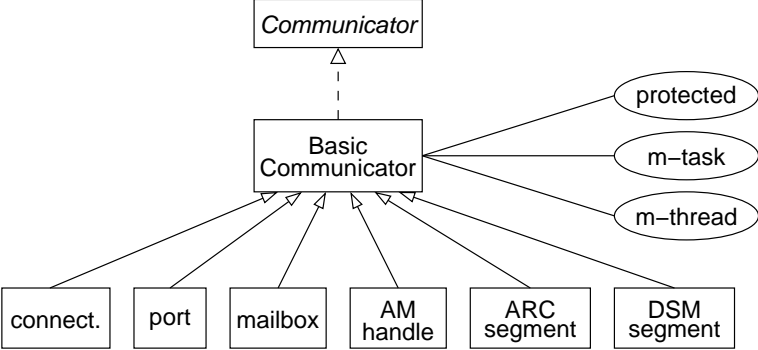 Communicator
Basic
Communicator
protected
m−task
m−thread
connect.
port
mailbox
AM
handle
ARC
segment
DSM
segment